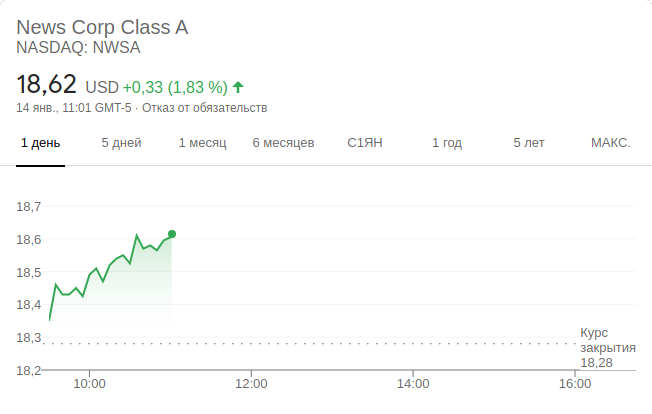 News Corp Class A
NASDAQ: NWSA
18,62 USD +0,33 (1,83 %)
14 янв., 11:01 GMT-5 · Отказ от обязательств
1 день 5 дней 1 месяц 6 месяцев С1ЯН 1 год 5 лет МАКС.
18,7
18,6
18,5
18,4
18,3
18,2
Курс
закрытия
18,28
10:00 12:00 14:00 16:00